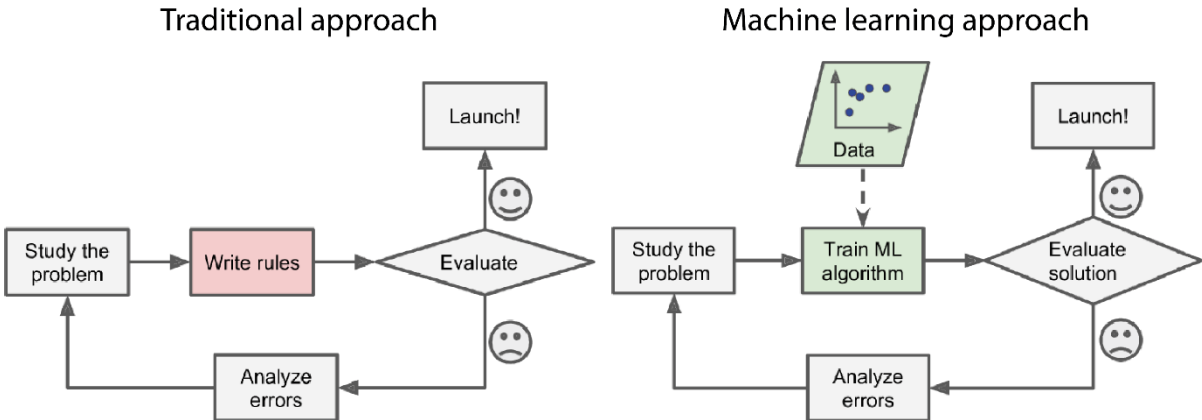 Traditional approach
Launch!
Study the
problem
Write rules
Evaluate
Analyze
errors
Machine learning approach
Data
Launch!
Study the
problem
Train ML
algorithm
Evaluate
solution
Analyze
errors